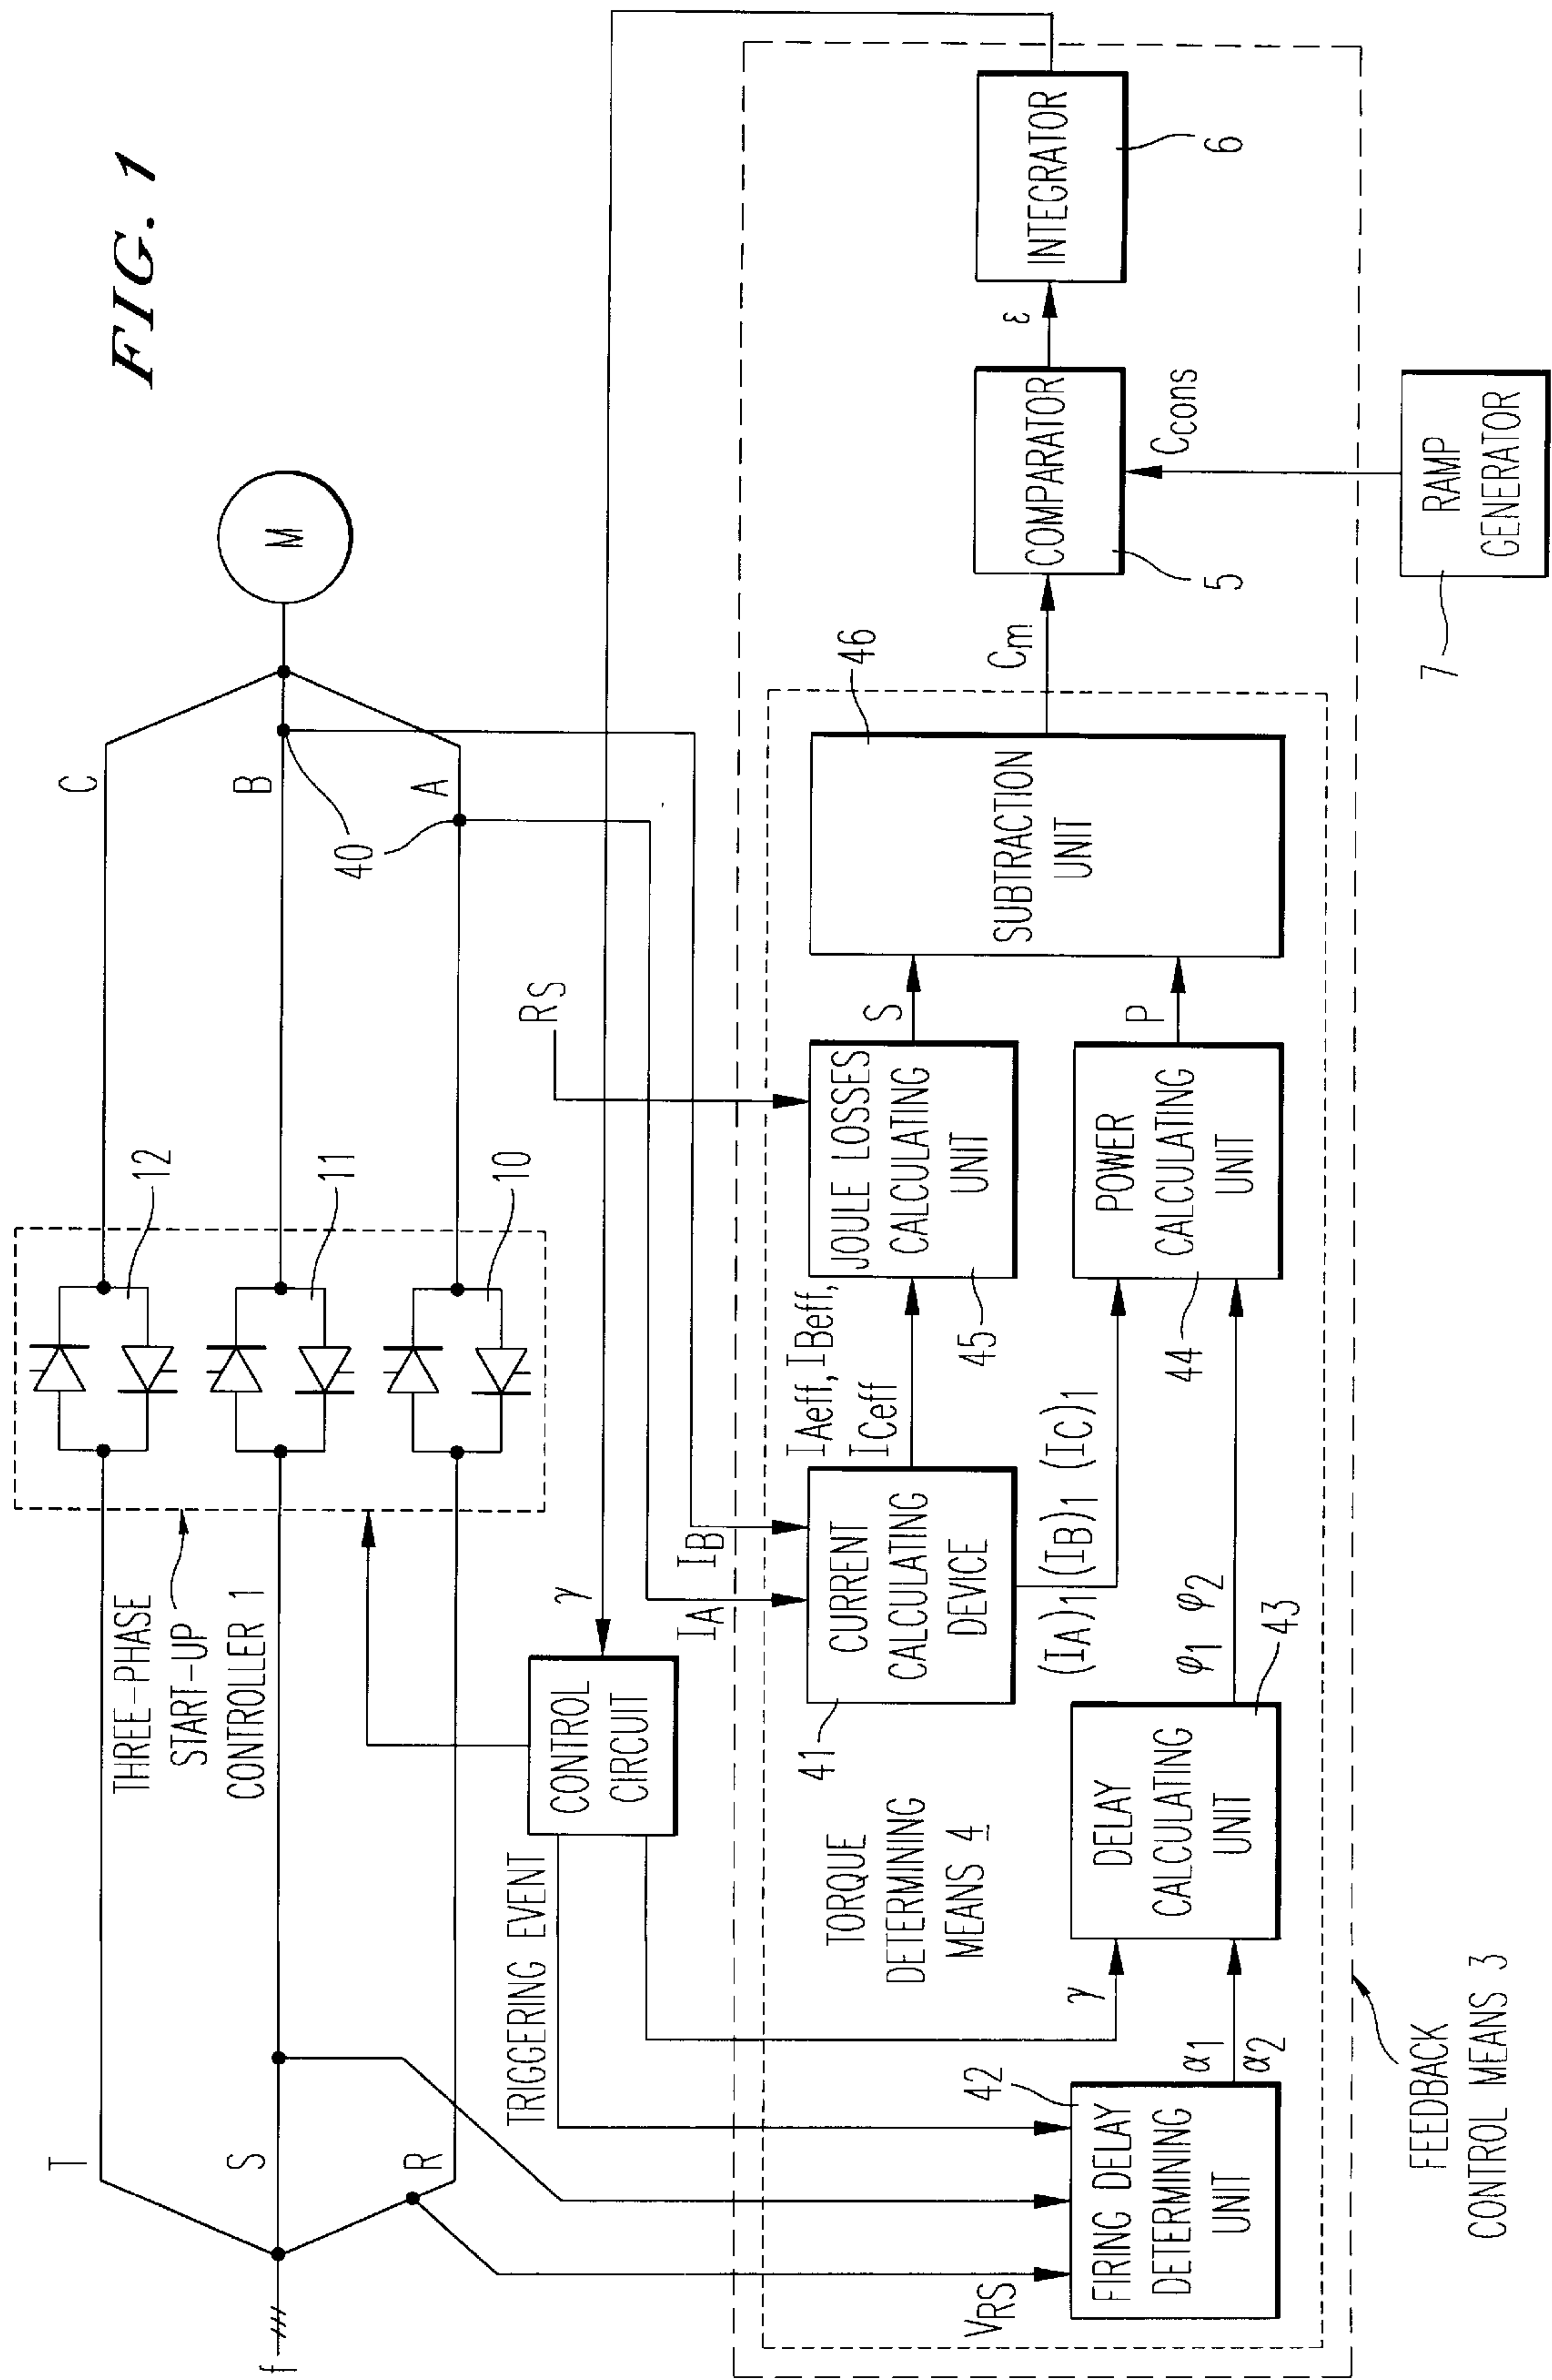 FIG. 1
f
T
S
R
THREE-PHASE
START-UP
CONTROLLER 1
12
11
10
C
B
A
40
M
TRIGGERING EVENT
CONTROL
CIRCUIT
γ
IA
IB
RS
VRS
FIRING DELAY
DETERMINING
UNIT
42
α1
α2
γ
DELAY
CALCULATING
UNIT
43
φ1 φ2
TORQUE
DETERMINING
MEANS 4
CURRENT
CALCULATING
DEVICE
41
IAeff, IBeff,
ICeff
(IA)1 (IB)1 (IC)1
JOULE LOSSES
CALCULATING
UNIT
45
S
POWER
CALCULATING
UNIT
44
P
SUBTRACTION
UNIT
46
Cm
COMPARATOR
5
Ccons
ε
INTEGRATOR
6
RAMP
GENERATOR
7
FEEDBACK
CONTROL MEANS 3